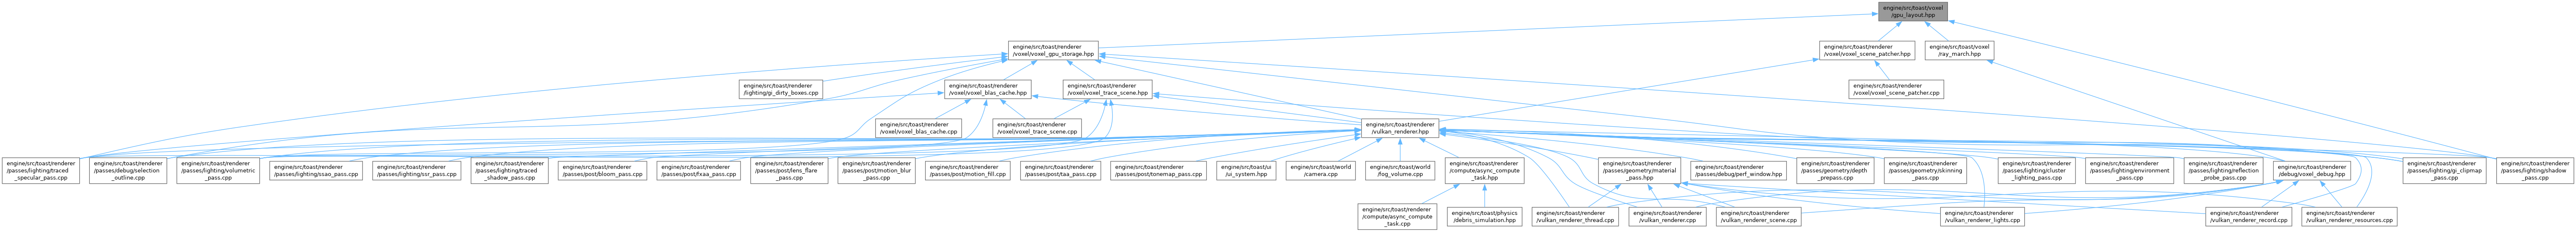 engine/src/toast/voxel
/gpu_layout.hpp
engine/src/toast/renderer
/voxel/voxel_gpu_storage.hpp
engine/src/toast/renderer
/voxel/voxel_scene_patcher.hpp
engine/src/toast/voxel
/ray_march.hpp
engine/src/toast/renderer
/lighting/gi_dirty_boxes.cpp
engine/src/toast/renderer
/voxel/voxel_blas_cache.hpp
engine/src/toast/renderer
/voxel/voxel_trace_scene.hpp
engine/src/toast/renderer
/voxel/voxel_scene_patcher.cpp
engine/src/toast/renderer
/voxel/voxel_blas_cache.cpp
engine/src/toast/renderer
/voxel/voxel_trace_scene.cpp
engine/src/toast/renderer
/vulkan_renderer.hpp
engine/src/toast/renderer
/passes/lighting/traced
_specular_pass.cpp
engine/src/toast/renderer
/passes/debug/selection
_outline.cpp
engine/src/toast/renderer
/passes/lighting/volumetric
_pass.cpp
engine/src/toast/renderer
/passes/lighting/ssao_pass.cpp
engine/src/toast/renderer
/passes/lighting/ssr_pass.cpp
engine/src/toast/renderer
/passes/lighting/traced
_shadow_pass.cpp
engine/src/toast/renderer
/passes/post/bloom_pass.cpp
engine/src/toast/renderer
/passes/post/fxaa_pass.cpp
engine/src/toast/renderer
/passes/post/lens_flare
_pass.cpp
engine/src/toast/renderer
/passes/post/motion_blur
_pass.cpp
engine/src/toast/renderer
/passes/post/motion_fill.cpp
engine/src/toast/renderer
/passes/post/taa_pass.cpp
engine/src/toast/renderer
/passes/post/tonemap_pass.cpp
engine/src/toast/ui
/ui_system.hpp
engine/src/toast/world
/camera.cpp
engine/src/toast/world
/fog_volume.cpp
engine/src/toast/renderer
/compute/async_compute
_task.hpp
engine/src/toast/renderer
/passes/geometry/material
_pass.hpp
engine/src/toast/renderer
/passes/debug/perf_window.hpp
engine/src/toast/renderer
/passes/geometry/depth
_prepass.cpp
engine/src/toast/renderer
/passes/geometry/skinning
_pass.cpp
engine/src/toast/renderer
/passes/lighting/cluster
_lighting_pass.cpp
engine/src/toast/renderer
/passes/lighting/environment
_pass.cpp
engine/src/toast/renderer
/passes/lighting/reflection
_probe_pass.cpp
engine/src/toast/renderer
/debug/voxel_debug.hpp
engine/src/toast/renderer
/passes/lighting/gi_clipmap
_pass.cpp
engine/src/toast/renderer
/passes/lighting/shadow
_pass.cpp
engine/src/toast/renderer
/compute/async_compute
_task.cpp
engine/src/toast/physics
/debris_simulation.hpp
engine/src/toast/renderer
/vulkan_renderer_thread.cpp
engine/src/toast/renderer
/vulkan_renderer.cpp
engine/src/toast/renderer
/vulkan_renderer_scene.cpp
engine/src/toast/renderer
/vulkan_renderer_lights.cpp
engine/src/toast/renderer
/vulkan_renderer_record.cpp
engine/src/toast/renderer
/vulkan_renderer_resources.cpp